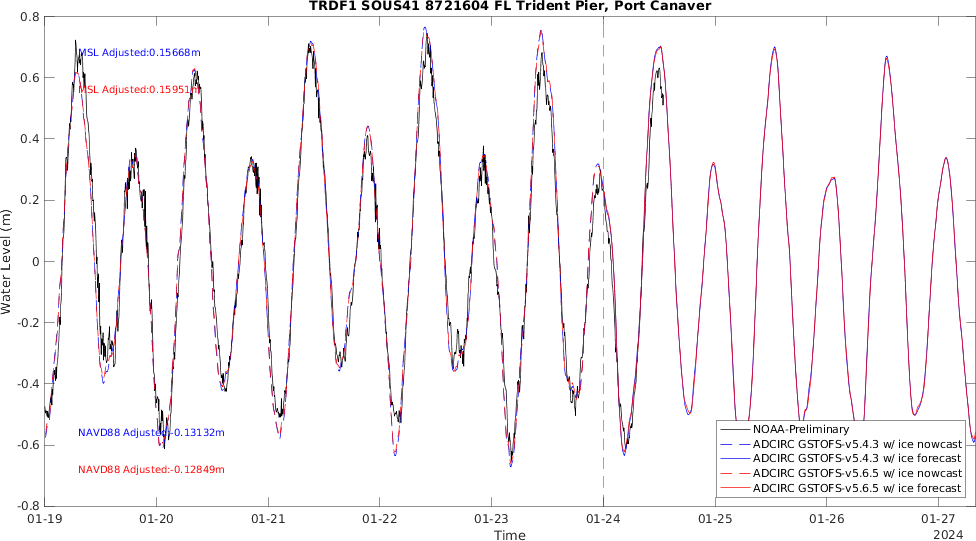 TRDF1 SOUS41 8721604 FL Trident Pier, Port Canaver
0.8
0.6
0.4
0.2
0
-0.2
-0.4
-0.6
-0.8
Water Level (m)
MSL Adjusted:0.15668m
MSL Adjusted:0.15951m
NAVD88 Adjusted:-0.13132m
NAVD88 Adjusted:-0.12849m
NOAA-Preliminary
ADCIRC GSTOFS-v5.4.3 w/ ice nowcast
ADCIRC GSTOFS-v5.4.3 w/ ice forecast
ADCIRC GSTOFS-v5.6.5 w/ ice nowcast
ADCIRC GSTOFS-v5.6.5 w/ ice forecast
01-19 01-20 01-21 01-22 01-23 01-24 01-25 01-26 01-27
Time
2024